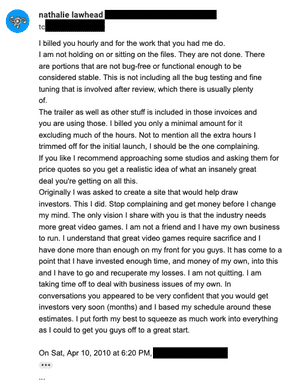 nathalie lawhead
to
I billed you hourly and for the work that you had me do.
I am not holding on or sitting on the files. They are not done. There
are portions that are not bug-free or functional enough to be
considered stable. This is not including all the bug testing and fine
tuning that is involved after review, which there is usually plenty
of.
The trailer as well as other stuff is included in those invoices and
you are using those. I billed you only a minimal amount for it
excluding much of the hours. Not to mention all the extra hours I
trimmed off for the initial launch, I should be the one complaining.
If you like I recommend approaching some studios and asking them for
price quotes so you get a realistic idea of what an insanely great
deal you're getting on all this.
Originally I was asked to create a site that would help draw
investors. This I did. Stop complaining and get money before I change
my mind. The only vision I share with you is that the industry needs
more great video games. I am not a friend and I have my own business
to run. I understand that great video games require sacrifice and I
have done more than enough on my front for you guys. It has come to a
point that I have invested enough time, and money of my own, into this
and I have to go and recuperate my losses. I am not quitting. I am
taking time off to deal with business issues of my own. In
conversations you appeared to be very confident that you would get
investors very soon (months) and I based my schedule around these
estimates. I put forth my best to squeeze as much work into everything
as I could to get you guys off to a great start.
On Sat, Apr 10, 2010 at 6:20 PM,
...